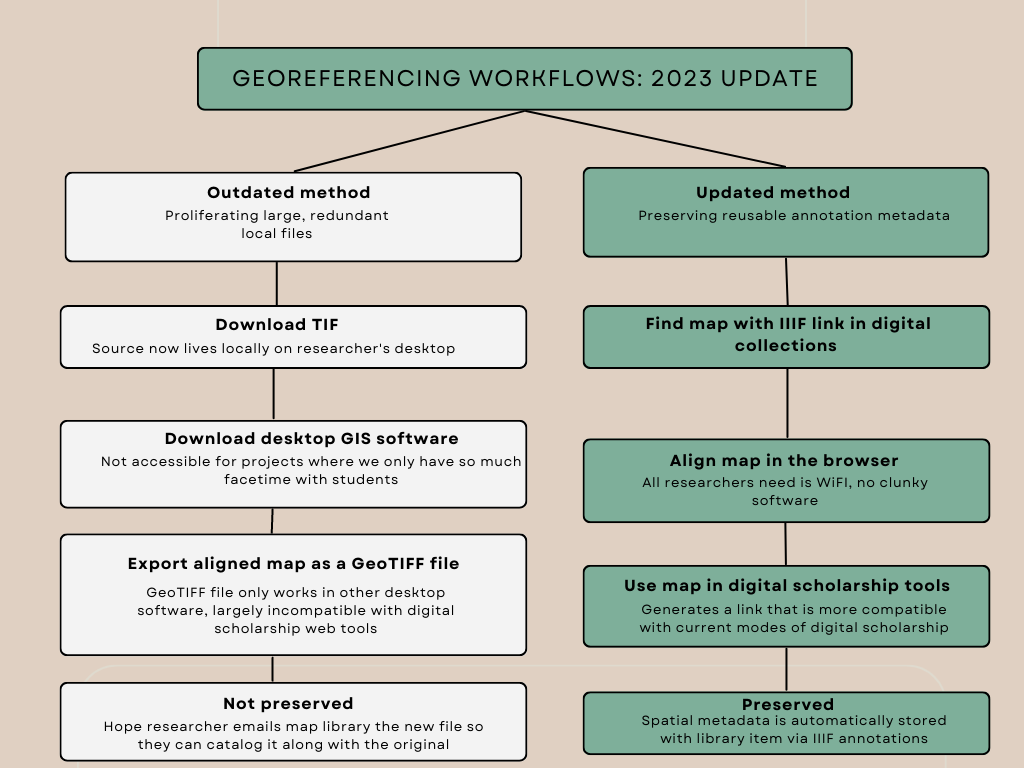 GEOREFERENCING WORKFLOWS: 2023 UPDATE
Outdated method
Proliferating large, redundant
local files
Download TIF
Source now lives locally on researcher's desktop
Download desktop GIS software
Not accessible for projects where we only have so much
facetime with students
Export aligned map as a GeoTIFF file
GeoTIFF file only works in other desktop
software, largely incompatible with digital
scholarship web tools
Not preserved
Hope researcher emails map library the new file so
they can catalog it along with the original
Updated method
Preserving reusable annotation metadata
Find map with IIIF link in digital
collections
Align map in the browser
All researchers need is WiFI, no clunky
software
Use map in digital scholarship tools
Generates a link that is more compatible
with current modes of digital scholarship
Preserved
Spatial metadata is automatically stored
with library item via IIIF annotations